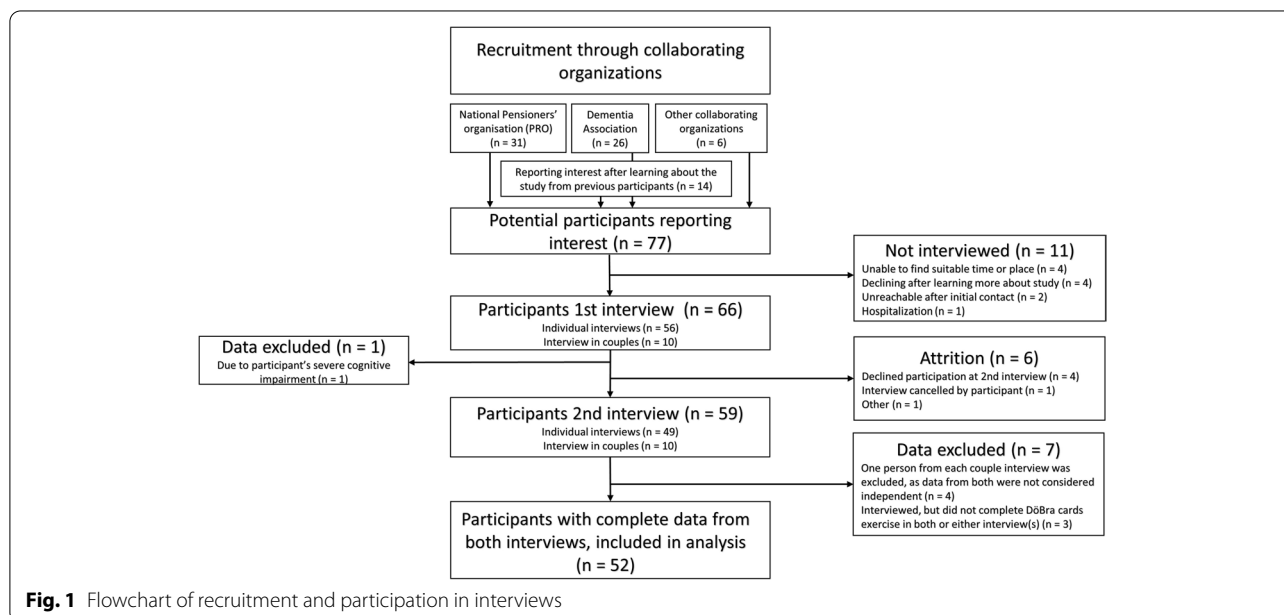 Recruitment through collaborating
organizations
National Pensioners'
organisation (PRO)
(n = 31)
Dementia
Association
(n = 26)
Other collaborating
organizations
(n = 6)
Reporting interest after learning about the
study from previous participants (n = 14)
Potential participants reporting
interest (n = 77)
Not interviewed (n = 11)
Unable to find suitable time or place (n = 4)
Declining after learning more about study (n = 4)
Unreachable after initial contact (n = 2)
Hospitalization (n = 1)
Participants 1st interview (n = 66)
Individual interviews (n = 56)
Interview in couples (n = 10)
Data excluded (n = 1)
Due to participant's severe cognitive
impairment (n = 1)
Attrition (n = 6)
Declined participation at 2nd interview (n = 4)
Interview cancelled by participant (n = 1)
Other (n = 1)
Participants 2nd interview (n = 59)
Individual interviews (n = 49)
Interview in couples (n = 10)
Data excluded (n = 7)
One person from each couple interview was
excluded, as data from both were not considered
independent (n = 4)
Interviewed, but did not complete DöBra cards
exercise in both or either interview(s) (n = 3)
Participants with complete data from
both interviews, included in analysis
(n = 52)
Fig. 1 Flowchart of recruitment and participation in interviews